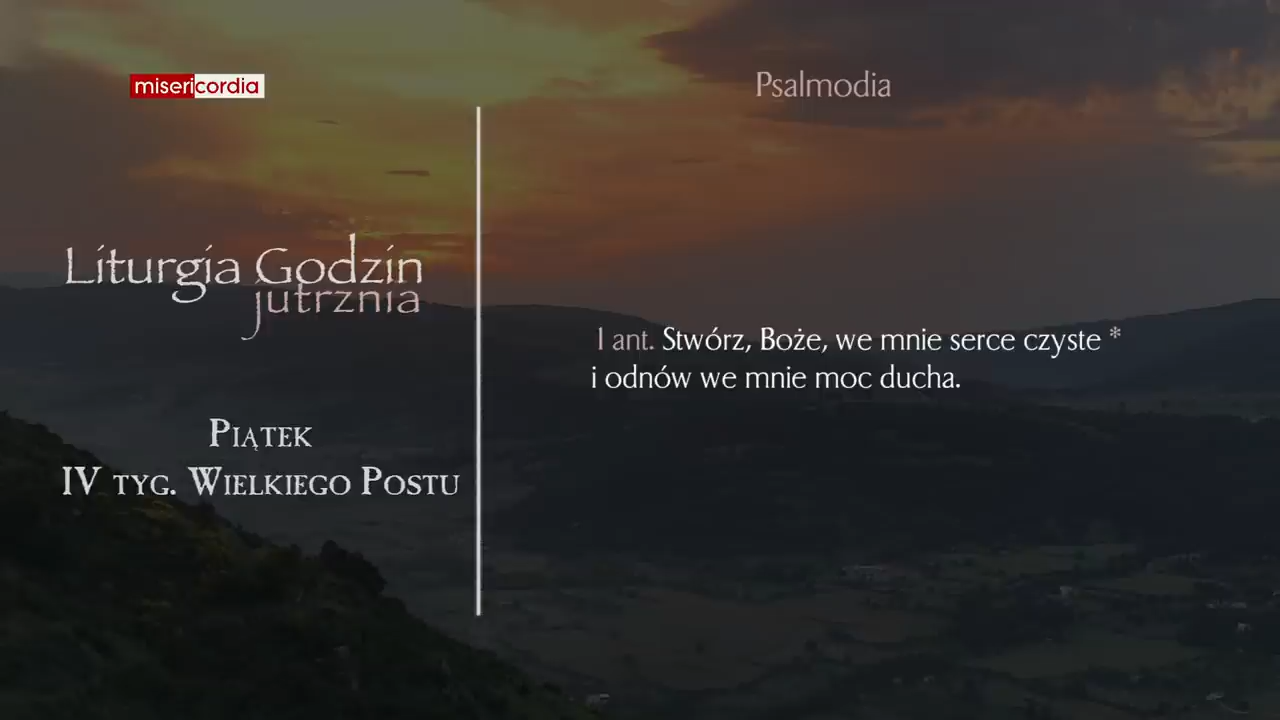 misericordia
Psalmodia
Liturgia Godzin
jutrznia
Piątek
IV tyg. Wielkiego Postu
1 ant. Stwórz, Boże, we mnie serce czyste *
i odnów we mnie moc ducha.